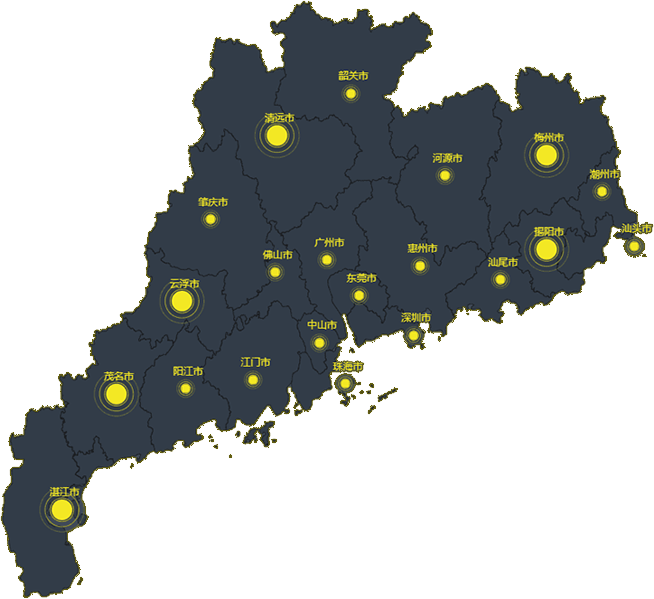 韶关市
清远市
梅州市
河源市
潮州市
肇庆市
汕头市
揭阳市
广州市
惠州市
佛山市
汕尾市
东莞市
云浮市
深圳市
中山市
江门市
珠海市
阳江市
茂名市
湛江市